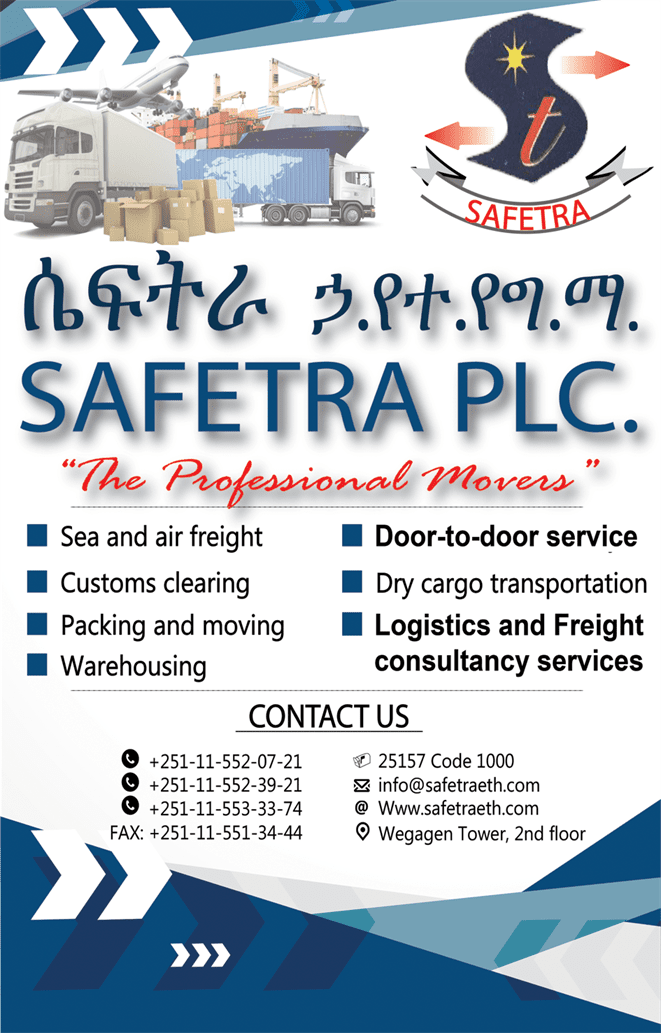 St
SAFETRA
ሴፍትራ ኃ.የተ.የግ.ማ.
SAFETRA PLC.
“The Professional Movers”
Sea and air freight
Customs clearing
Packing and moving
Warehousing
Door-to-door service
Dry cargo transportation
Logistics and Freight
consultancy services
CONTACT US
+251-11-552-07-21
+251-11-552-39-21
+251-11-553-33-74
FAX: +251-11-551-34-44
25157 Code 1000
info@safetraeth.com
@ Www.safetraeth.com
Wegagen Tower, 2nd floor